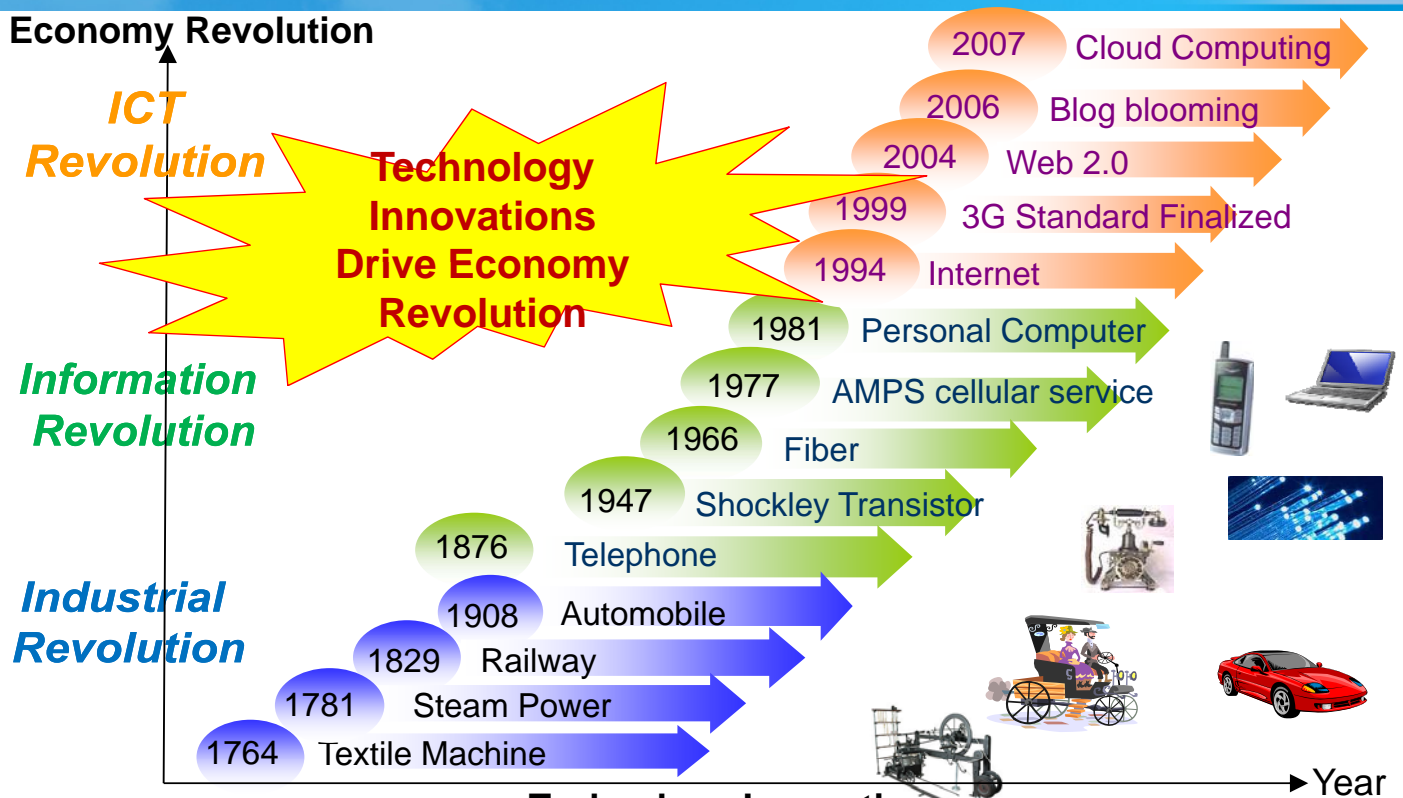 Economy Revolution
ICT
Revolution
Technology
Innovations
Drive Economy
Revolution
2007 Cloud Computing
2006 Blog blooming
2004 Web 2.0
1999 3G Standard Finalized
1994 Internet
Information
Revolution
1981 Personal Computer
1977 AMPS cellular service
1966 Fiber
1947 Shockley Transistor
1876 Telephone
Industrial
Revolution
1908 Automobile
1829 Railway
1781 Steam Power
1764 Textile Machine
Year